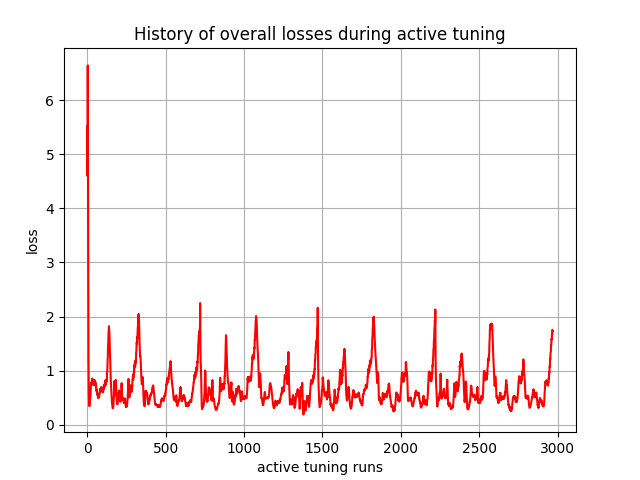 History of overall losses during active tuning
6
5
4
3
2
1
0
loss
0 500 1000 1500 2000 2500 3000
active tuning runs